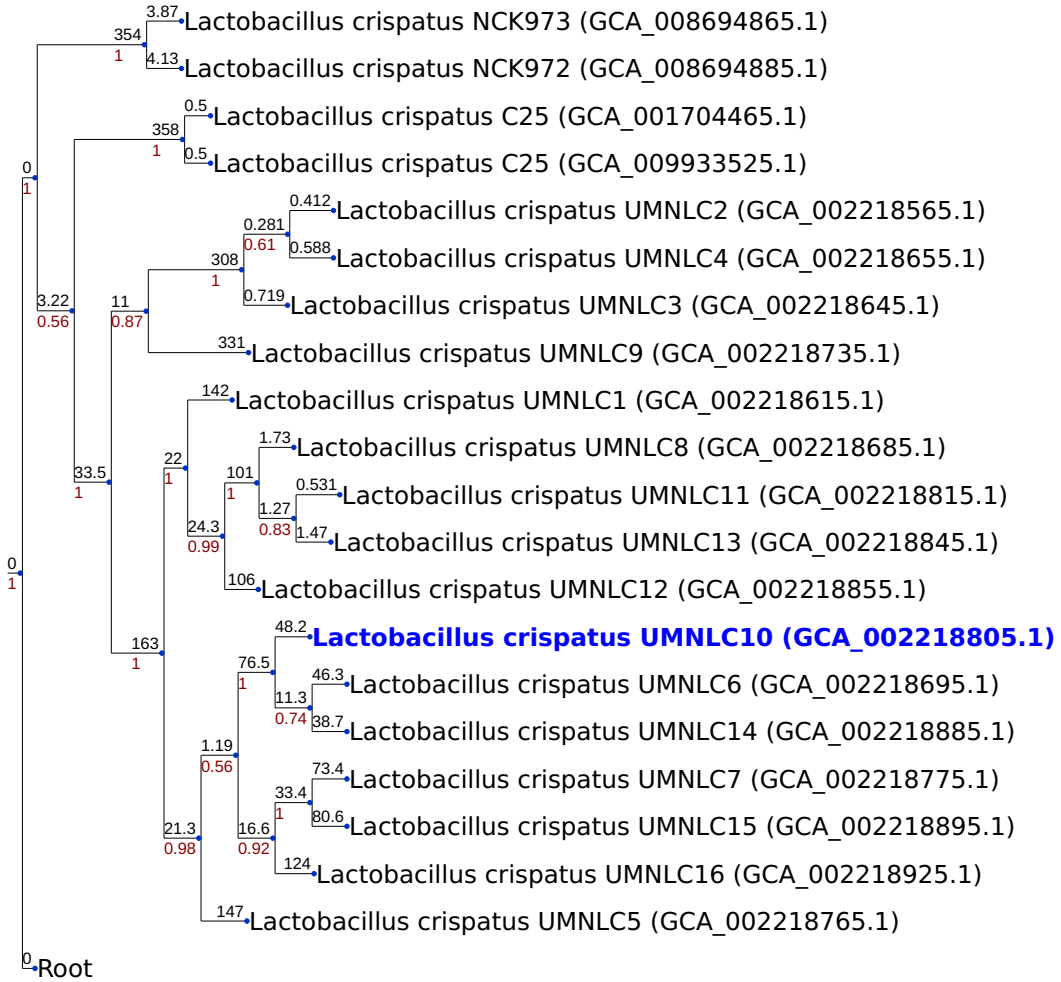 3.87
Lactobacillus crispatus NCK973 (GCA_008694865.1)
354
1
4.13
Lactobacillus crispatus NCK972 (GCA_008694885.1)
0.5
Lactobacillus crispatus C25 (GCA_001704465.1)
358
1
0.5
Lactobacillus crispatus C25 (GCA_009933525.1)
0
1
0.412
Lactobacillus crispatus UMNLC2 (GCA_002218565.1)
0.281
0.61
0.588
Lactobacillus crispatus UMNLC4 (GCA_002218655.1)
308
1
0.719
Lactobacillus crispatus UMNLC3 (GCA_002218645.1)
3.22
0.56
11
0.87
331
Lactobacillus crispatus UMNLC9 (GCA_002218735.1)
142
Lactobacillus crispatus UMNLC1 (GCA_002218615.1)
1.73
Lactobacillus crispatus UMNLC8 (GCA_002218685.1)
33.5
1
22
1
101
1
0.531
Lactobacillus crispatus UMNLC11 (GCA_002218815.1)
1.27
0.83
24.3
0.99
1.47
Lactobacillus crispatus UMNLC13 (GCA_002218845.1)
0
1
106
Lactobacillus crispatus UMNLC12 (GCA_002218855.1)
48.2
Lactobacillus crispatus UMNLC10 (GCA_002218805.1)
163
1
76.5
1
46.3
Lactobacillus crispatus UMNLC6 (GCA_002218695.1)
11.3
0.74
38.7
Lactobacillus crispatus UMNLC14 (GCA_002218885.1)
1.19
0.56
73.4
Lactobacillus crispatus UMNLC7 (GCA_002218775.1)
33.4
1
80.6
Lactobacillus crispatus UMNLC15 (GCA_002218895.1)
21.3
0.98
16.6
0.92
124
Lactobacillus crispatus UMNLC16 (GCA_002218925.1)
147
Lactobacillus crispatus UMNLC5 (GCA_002218765.1)
0
Root